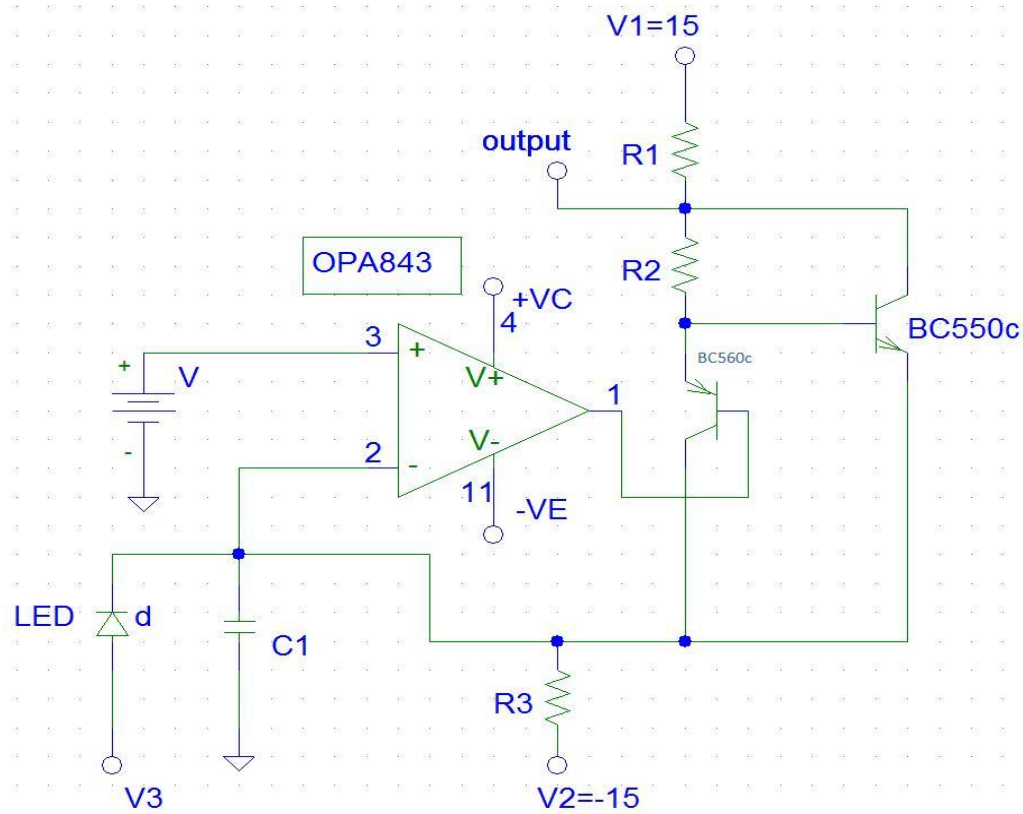 V1=15
output
R1
OPA843
R2
+VC
4
3
+
BC550c
+
V
BC560c
V+
1
V-
-
2
-
11
-VE
LED
d
C1
R3
V3
V2=-15